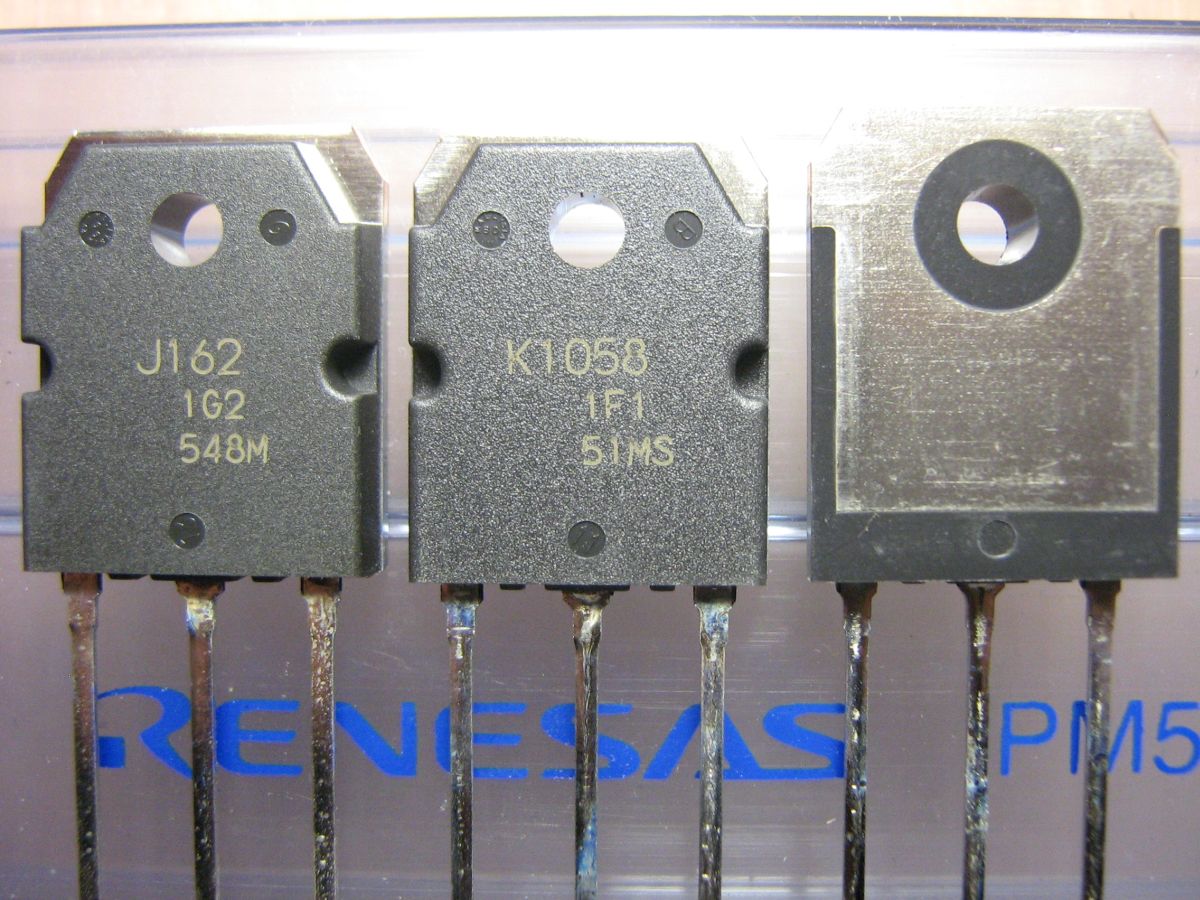 J162
1G2
548M
K1058
1F1
51MS
RENESAS PM5